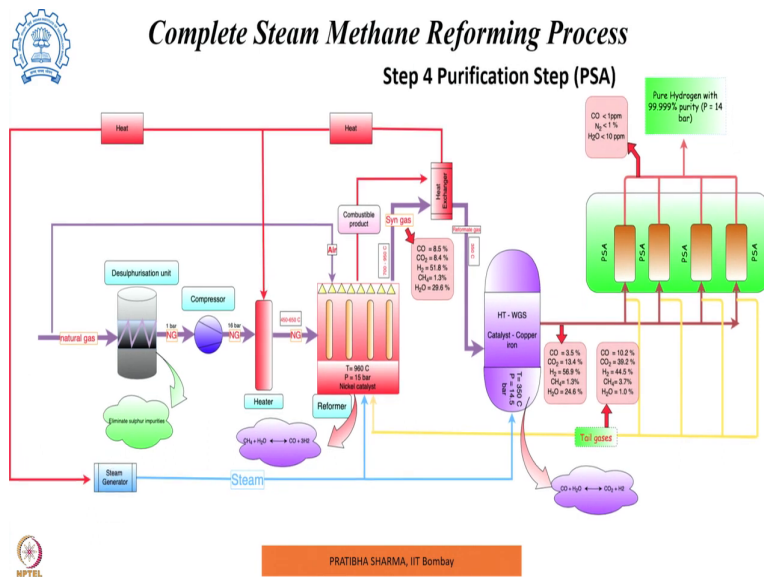 Complete Steam Methane Reforming Process
Step 4 Purification Step (PSA)
Heat
Heat
Heat Exchanger
Combustible
product
Syn gas
CO = 8.5 %
CO₂ = 8.4 %
H₂ = 51.8 %
CH₄= 1.3%
H₂O = 29.6 %
Reformate gas
350 C
Air
Desulphurisation unit
Compressor
natural gas
1 bar
NG
16 bar
NG
450-650 C
NG
Heater
T= 960 C
P = 15 bar
Nickel catalyst
Reformer
Eliminate sulphur impurities
CH₄ + H₂O ⟷ CO + 3H2
Steam
Generator
Steam
HT - WGS
Catalyst - Copper
iron
T= 350 C
P = 14.5
bar
CO+H₂O ⟷ CO₂ + H2
CO = 3.5 %
CO₂ = 13.4 %
H₂ = 56.9 %
CH₄= 1.3%
H₂O = 24.6 %
CO = 10.2 %
CO₂ = 39.2 %
H₂ = 44.5 %
CH₄= 3.7%
H₂O = 1.0 %
Tail gases
CO <1ppm
N₂ <1 %
H₂O <10 ppm
Pure Hydrogen with
99.999% purity (P = 14
bar)
PSA
PSA
PSA
PSA
PRATIBHA SHARMA, IIT Bombay
NPTEL